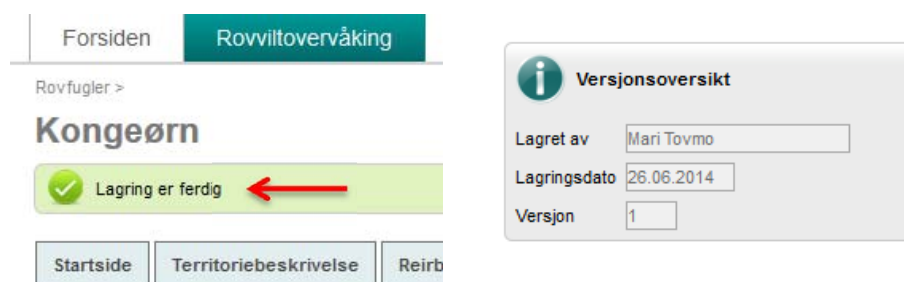 Forsiden Rovviltovervåking
Rovfugler >
Kongeørn
Lagring er ferdig
Startside Territoriebeskrivelse Reirb
Versjonsoversikt
Lagret av Mari Tovmo
Lagringsdato 26.06.2014
Versjon 1